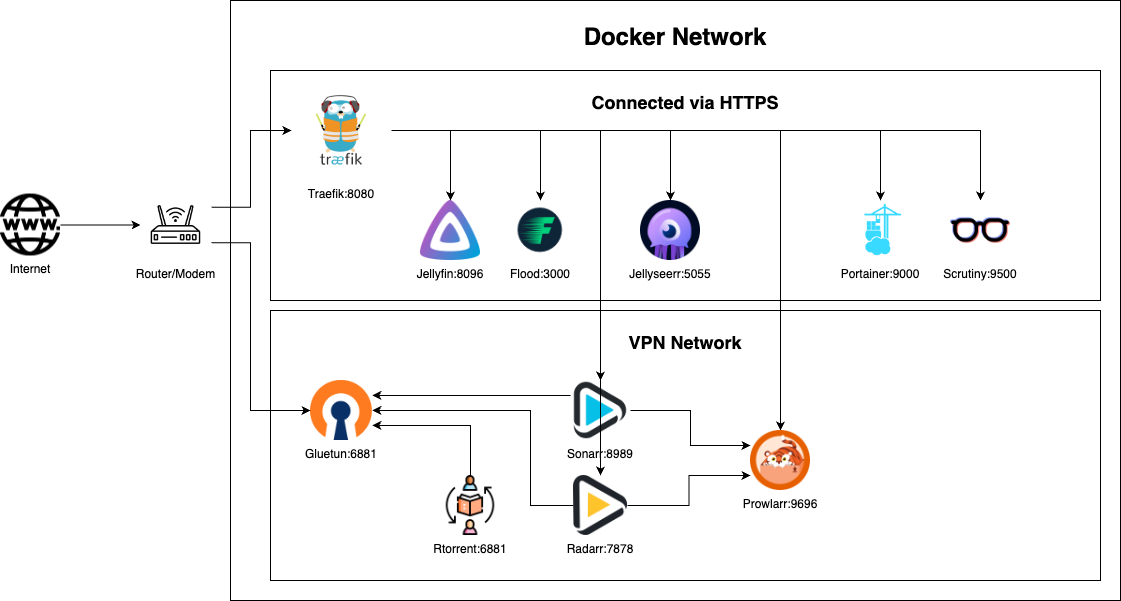 Docker Network
Connected via HTTPS
træfik
Traefik:8080
www.
Internet
Router/Modem
Jellyfin:8096
Flood:3000
Jellyseerr:5055
Portainer:9000
Scrutiny:9500
VPN Network
Gluetun:6881
Sonarr:8989
Prowlarr:9696
Rtorrent:6881
Radarr:7878